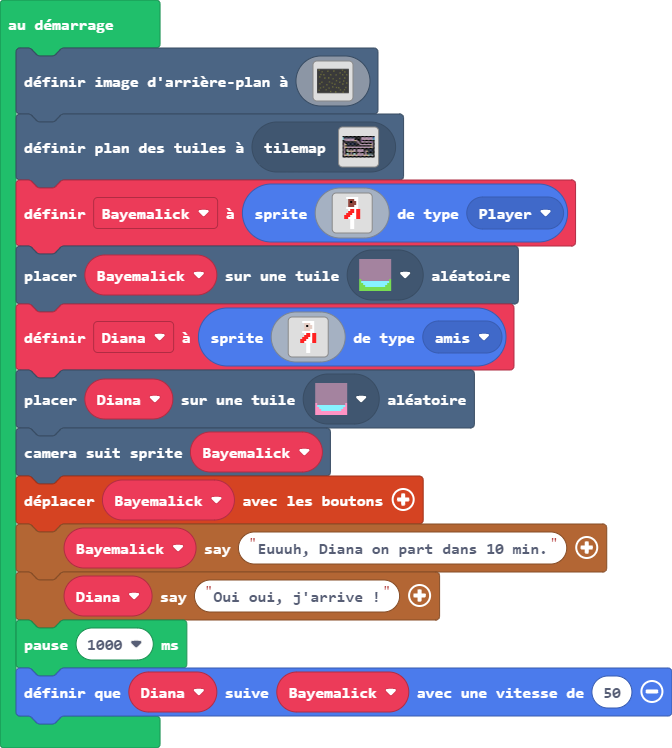 au démarrage
définir image d'arrière-plan à
définir plan des tuiles à tilemap
définir Bayemalick à sprite de type Player
placer Bayemalick sur une tuile aléatoire
définir Diana à sprite de type amis
placer Diana sur une tuile aléatoire
camera suit sprite Bayemalick
déplacer Bayemalick avec les boutons
Bayemalick say "Euuuh, Diana on part dans 10 min."
Diana say "Oui oui, j'arrive !"
pause 1000 ms
définir que Diana suive Bayemalick avec une vitesse de 50